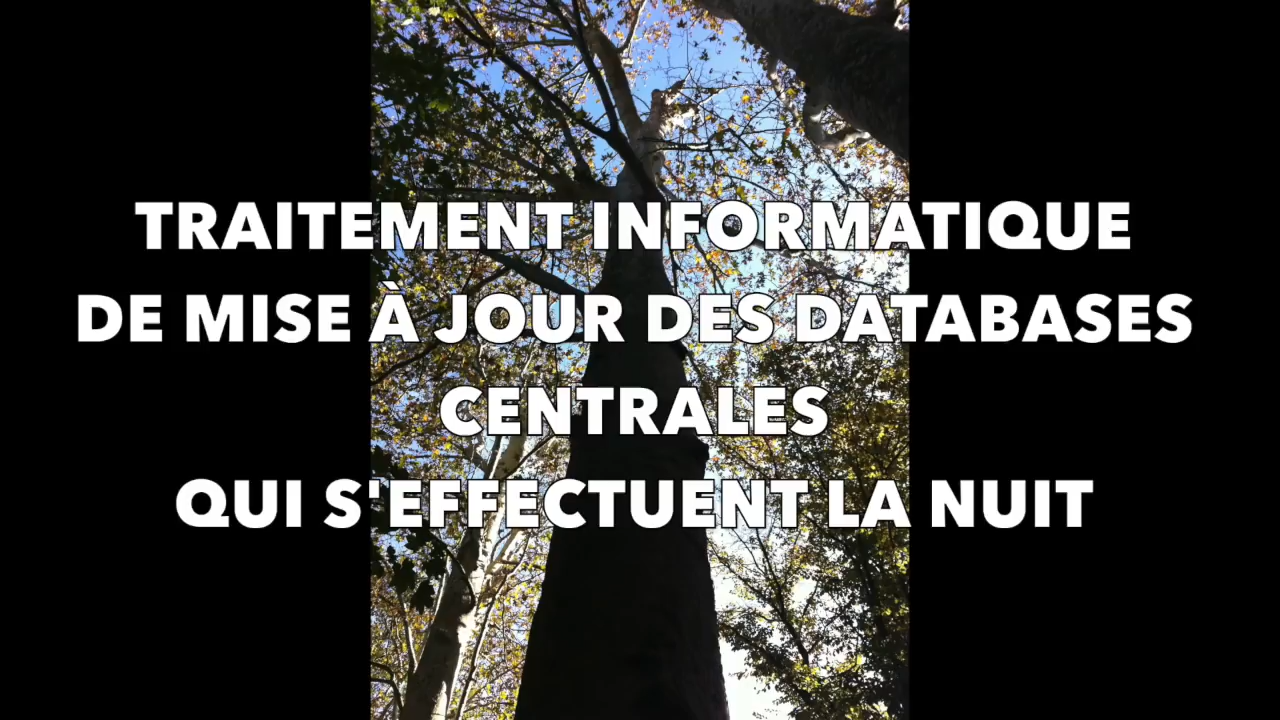 TRAITEMENT INFORMATIQUE
DE MISE À JOUR DES DATABASES
CENTRALES
QUI S'EFFECTUENT LA NUIT